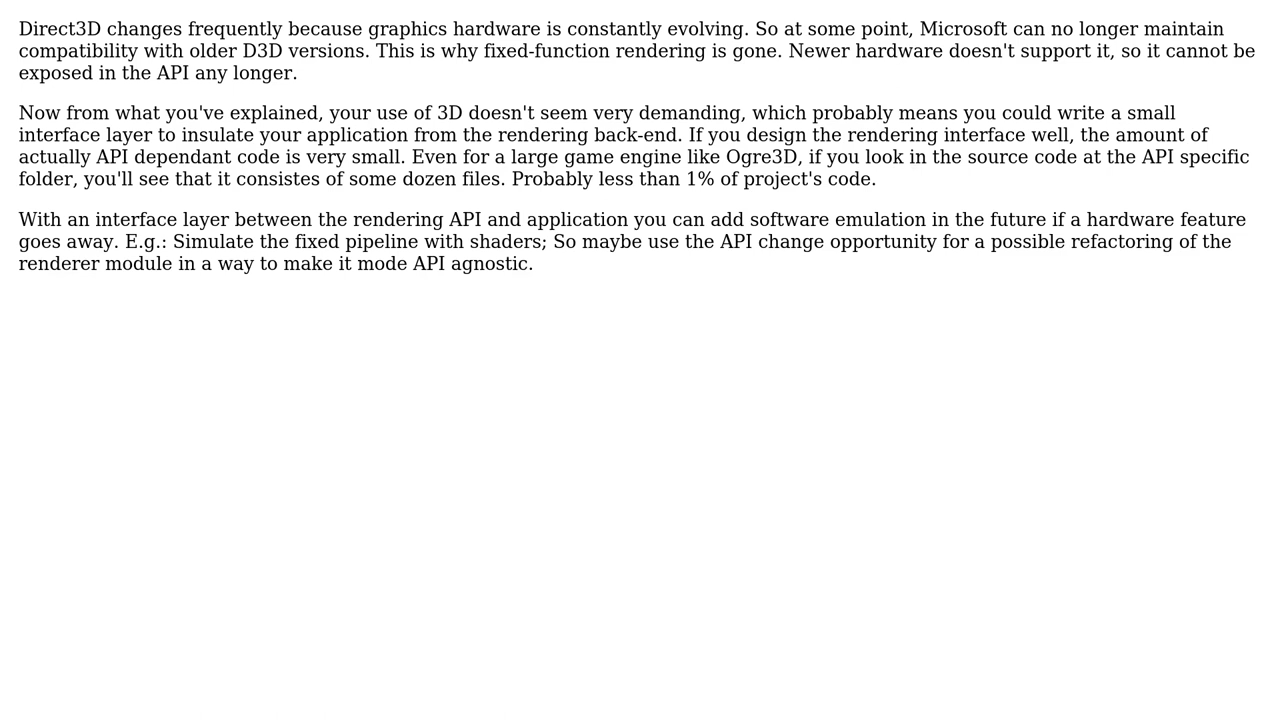 Direct3D changes frequently because graphics hardware is constantly evolving. So at some point, Microsoft can no longer maintain
compatibility with older D3D versions. This is why fixed-function rendering is gone. Newer hardware doesn't support it, so it cannot be
exposed in the API any longer.
Now from what you've explained, your use of 3D doesn't seem very demanding, which probably means you could write a small
interface layer to insulate your application from the rendering back-end. If you design the rendering interface well, the amount of
actually API dependant code is very small. Even for a large game engine like Ogre3D, if you look in the source code at the API specific
folder, you'll see that it consistes of some dozen files. Probably less than 1% of project's code.
With an interface layer between the rendering API and application you can add software emulation in the future if a hardware feature
goes away. E.g.: Simulate the fixed pipeline with shaders; So maybe use the API change opportunity for a possible refactoring of the
renderer module in a way to make it mode API agnostic.